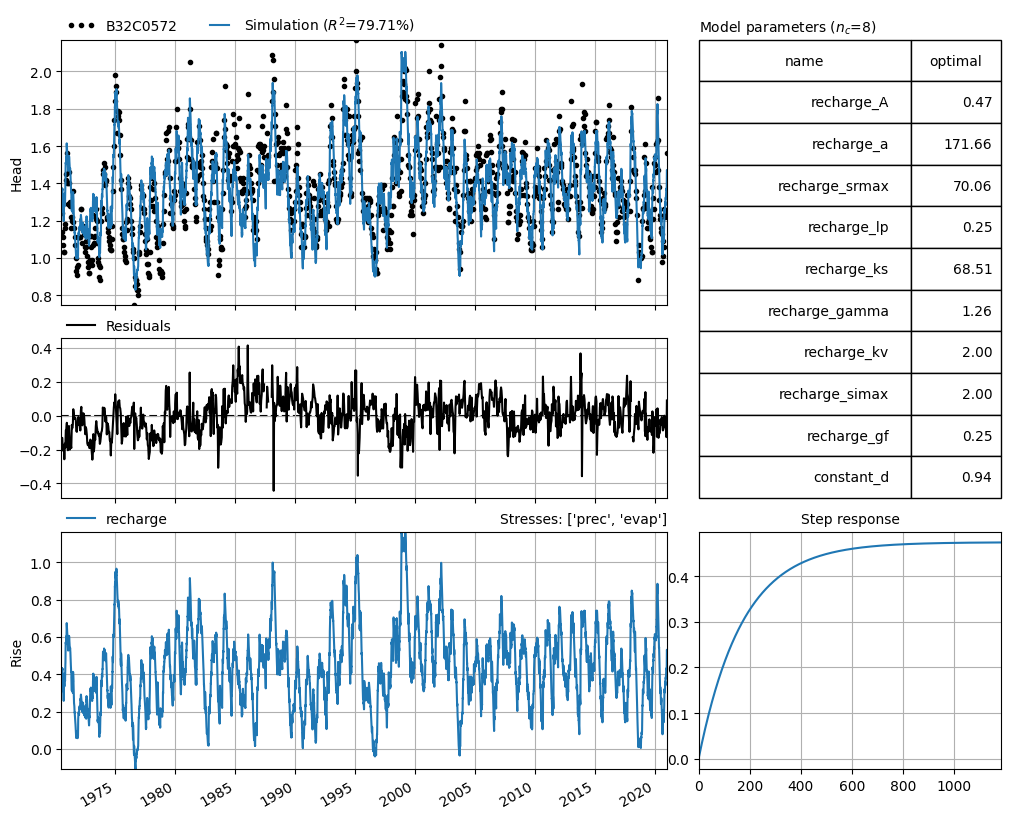 B32C0572 Simulation (R²=79.71%)
Head
2.0
1.8
1.6
1.4
1.2
1.0
0.8
Model parameters (n_c=8)
name optimal
recharge_A 0.47
recharge_a 171.66
recharge_srmax 70.06
recharge_lp 0.25
recharge_ks 68.51
recharge_gamma 1.26
recharge_kv 2.00
recharge_simax 2.00
recharge_gf 0.25
constant_d 0.94
Residuals
0.4
0.2
0.0
−0.2
−0.4
recharge Stresses: ['prec', 'evap']
Rise
1.0
0.8
0.6
0.4
0.2
0.0
1975 1980 1985 1990 1995 2000 2005 2010 2015 2020
Step response
0.4
0.3
0.2
0.1
0.0
0 200 400 600 800 1000